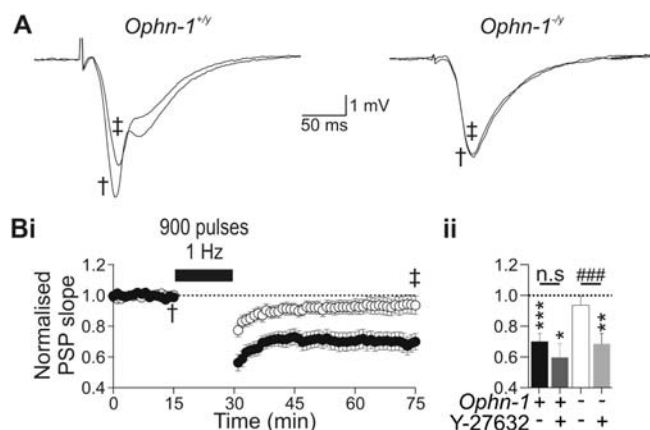 A
Ophn-1+/y
Ophn-1-/y
‡
†
1 mV
50 ms
‡
†
Bi
900 pulses
1 Hz
ii
Normalised
PSP slope
1.2
1.0
0.8
0.6
0.4
†
‡
0 15 30 45 60 75
Time (min)
1.2
1.0
0.8
0.6
0.4
n.s ###
*** * **
Ophn-1 + + - -
Y-27632 - + - +